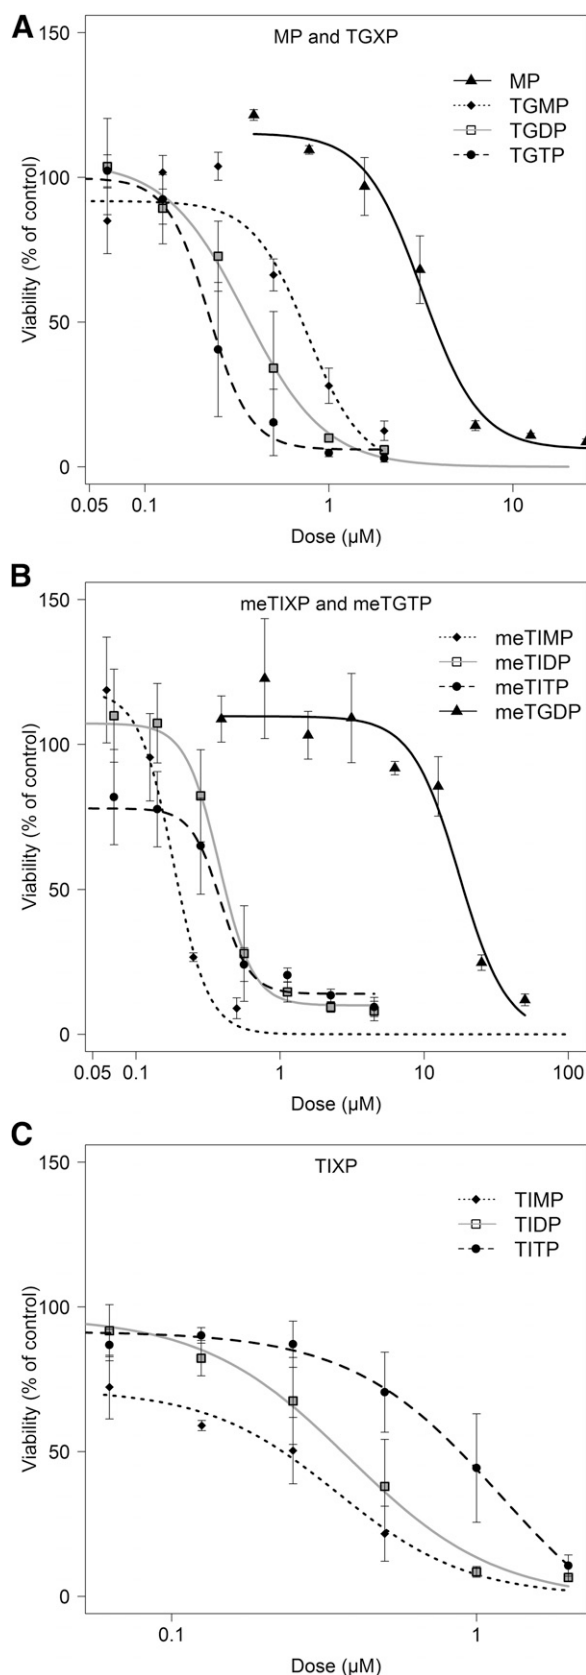 A
MP and TGXP
MP
TGMP
TGDP
TGTP
Viability (% of control)
150
100
50
0
0.05 0.1 1 10
Dose (µM)
B
meTIXP and meTGTP
meTIMP
meTIDP
meTITP
meTGDP
Viability (% of control)
150
100
50
0
0.05 0.1 1 10 100
Dose (µM)
C
TIXP
TIMP
TIDP
TITP
Viability (% of control)
150
100
50
0
0.1 1
Dose (µM)